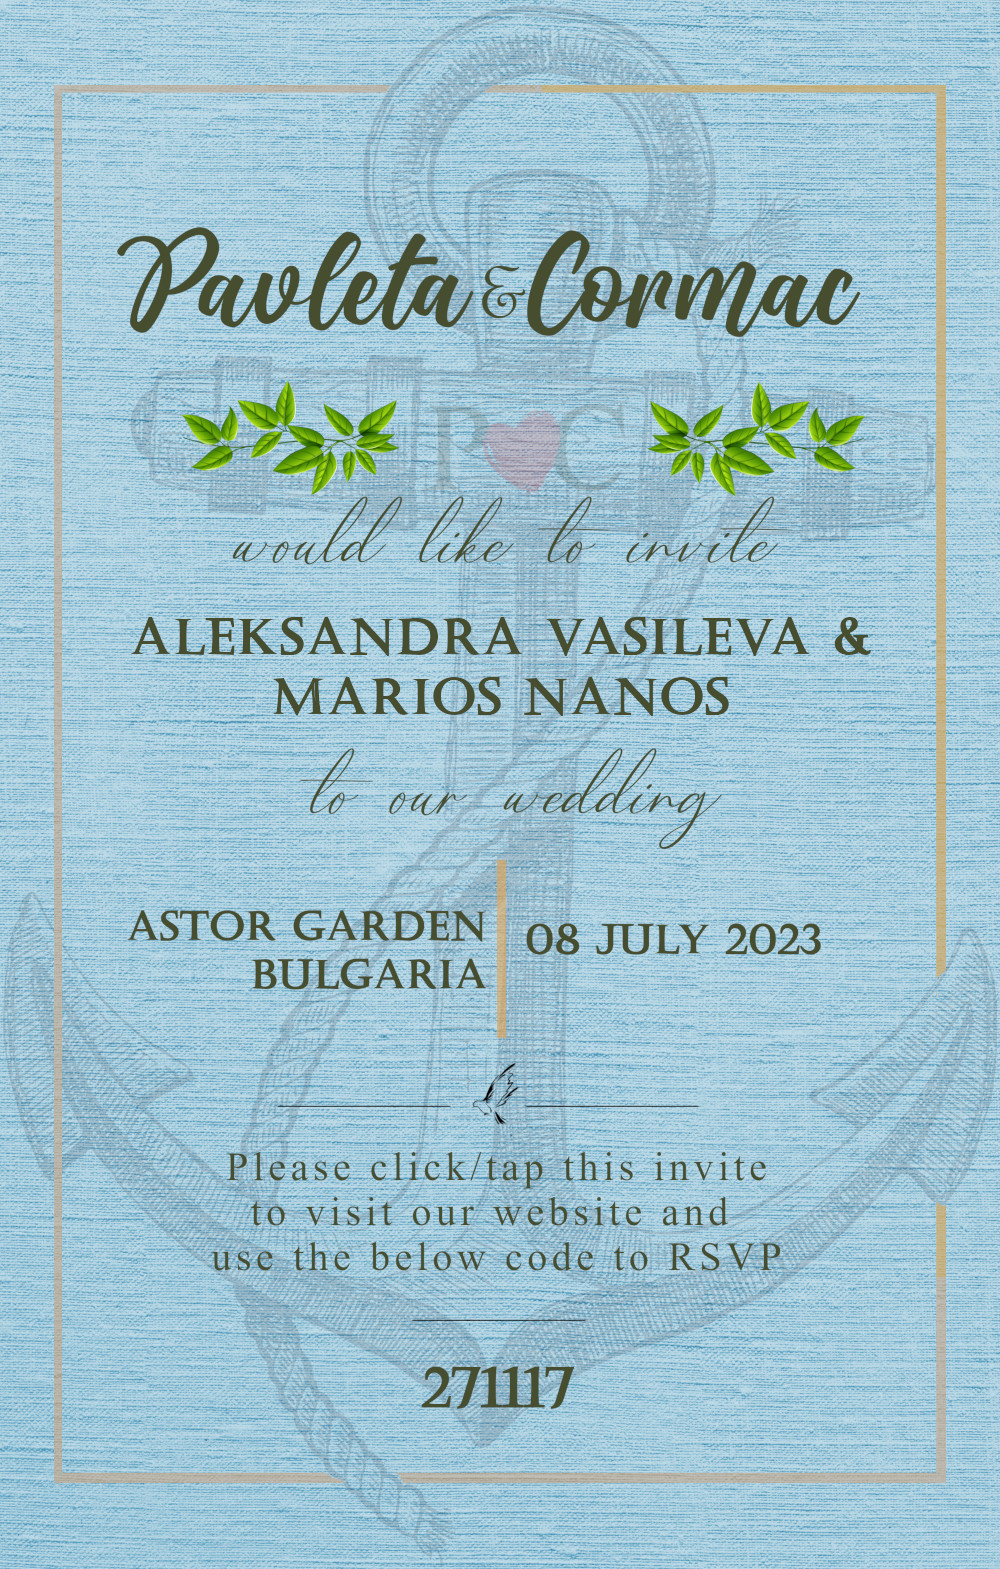 Pavleta & Cormac
P C
would like to invite
ALEKSANDRA VASILEVA &
MARIOS NANOS
to our wedding
ASTOR GARDEN
BULGARIA
08 JULY 2023
Please click/tap this invite
to visit our website and
use the below code to RSVP
271117